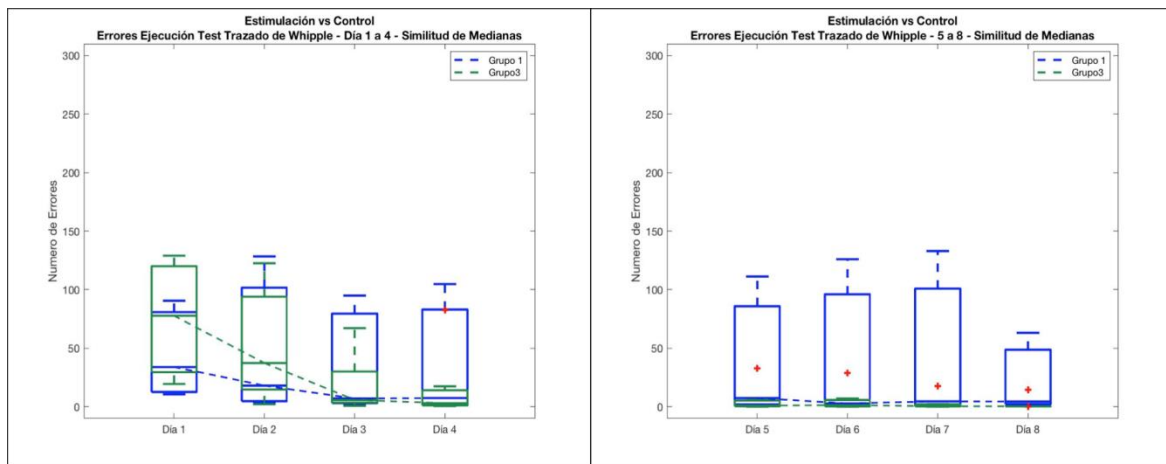 Estimulación vs Control
Errores Ejecución Test Trazado de Whipple - Día 1 a 4 - Similitud de Medianas
300
250
200
150
100
50
0
Numero de Errores
Grupo 1
Grupo3
Día 1
Día 2
Día 3
Día 4
Estimulación vs Control
Errores Ejecución Test Trazado de Whipple - 5 a 8 - Similitud de Medianas
300
250
200
150
100
50
0
Numero de Errores
Grupo 1
Grupo3
Día 5
Día 6
Día 7
Día 8